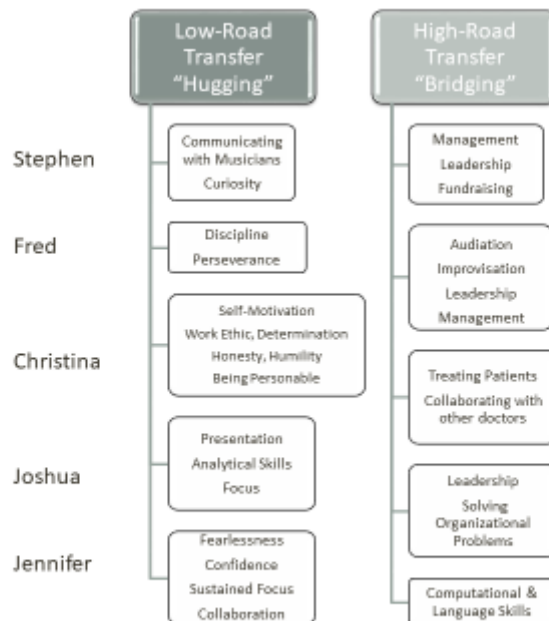 Low-Road
Transfer
"Hugging"
High-Road
Transfer
"Bridging"
Stephen
Communicating
with Musicians
Curiosity
Management
Leadership
Fundraising
Fred
Discipline
Perseverance
Audiation
Improvisation
Leadership
Management
Christina
Self-Motivation
Work Ethic, Determination
Honesty, Humility
Being Personable
Treating Patients
Collaborating with
other doctors
Joshua
Presentation
Analytical Skills
Focus
Leadership
Solving
Organizational
Problems
Jennifer
Fearlessness
Confidence
Sustained Focus
Collaboration
Computational &
Language Skills